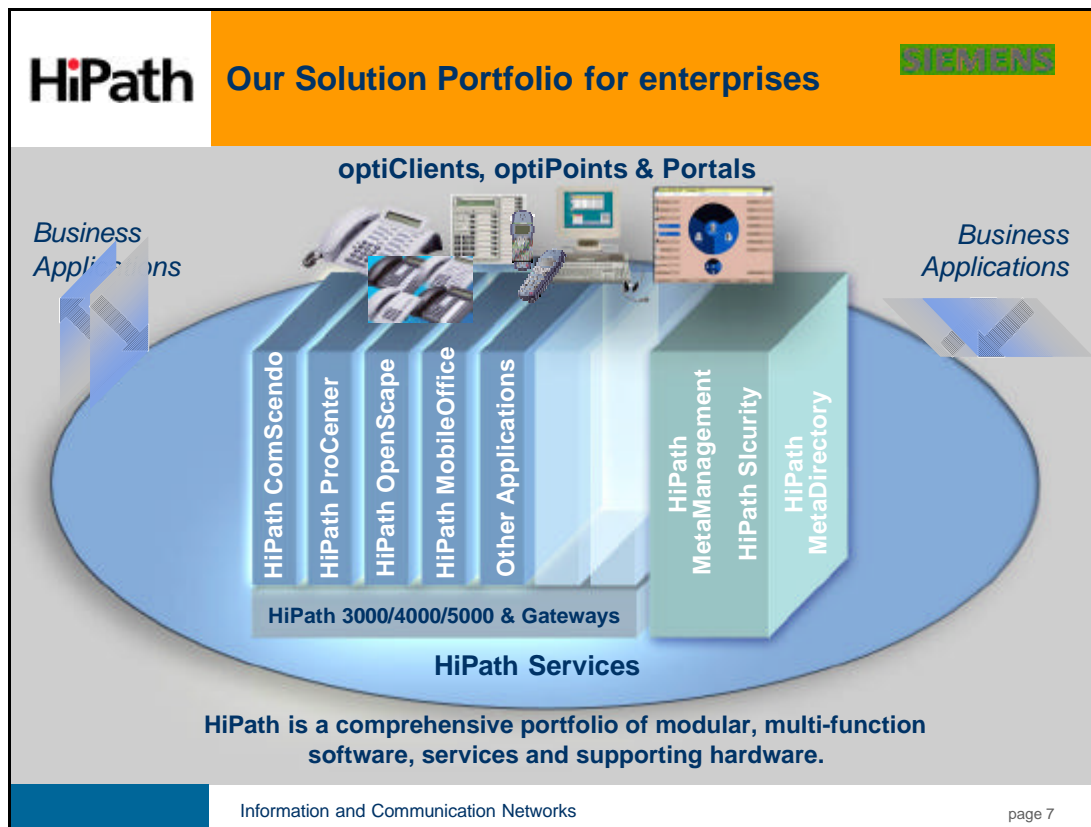 HiPath
Our Solution Portfolio for enterprises
SIEMENS
optiClients, optiPoints & Portals
Business
Applications
Business
Applications
HiPath ComScendo
HiPath ProCenter
HiPath OpenScape
HiPath MobileOffice
Other Applications
HiPath
MetaManagement
HiPath SIcurity
HiPath
MetaDirectory
HiPath 3000/4000/5000 & Gateways
HiPath Services
HiPath is a comprehensive portfolio of modular, multi-function
software, services and supporting hardware.
Information and Communication Networks
page 7